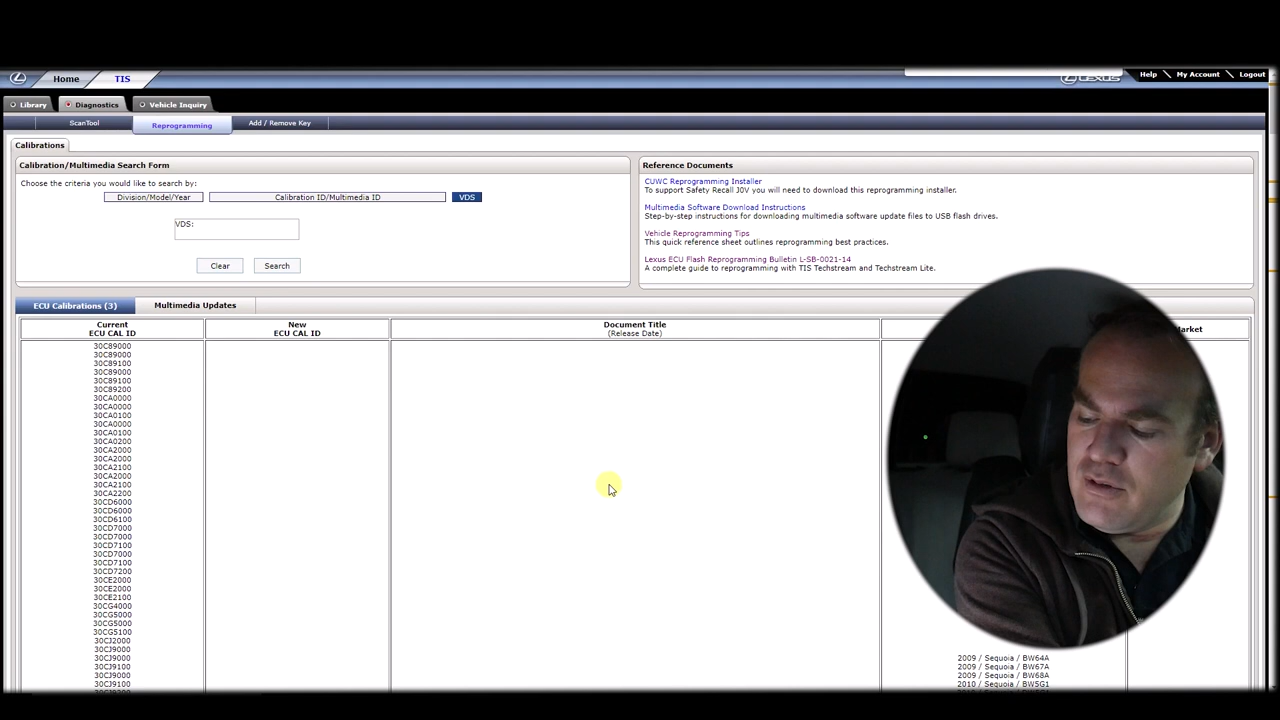 Home
TIS
LEXUS
Help
My Account
Logout
Library
Diagnostics
Vehicle Inquiry
ScanTool
Reprogramming
Add / Remove Key
Calibrations
Calibration/Multimedia Search Form
Choose the criteria you would like to search by:
Division/Model/Year
Calibration ID/Multimedia ID
VDS
VDS:
Clear
Search
Reference Documents
CUWC Reprogramming Installer
To support Safety Recall J0V you will need to download this reprogramming installer.
Multimedia Software Download Instructions
Step-by-step instructions for downloading multimedia software update files to USB flash drives.
Vehicle Reprogramming Tips
This quick reference sheet outlines reprogramming best practices.
Lexus ECU Flash Reprogramming Bulletin L-SB-0021-14
A complete guide to reprogramming with TIS Techstream and Techstream Lite.
ECU Calibrations (3)
Multimedia Updates
Current
ECU CAL ID
New
ECU CAL ID
Document Title
(Release Date)
30C89000
30C89000
30C89100
30C89000
30C89100
30C89200
30CA0000
30CA0000
30CA0100
30CA0000
30CA0100
30CA0200
30CA2000
30CA2000
30CA2100
30CA2000
30CA2100
30CA2200
30CD6000
30CD6000
30CD6100
30CD7000
30CD7000
30CD7100
30CD7000
30CD7100
30CD7200
30CE2000
30CE2000
30CE2100
30CG4000
30CG5000
30CG5000
30CG5100
30CJ2000
30CJ9000
30CJ9000
30CJ9100
30CJ9000
30CJ9100
2009 / Sequoia / BW64A
2009 / Sequoia / BW67A
2009 / Sequoia / BW68A
2010 / Sequoia / BW5G1